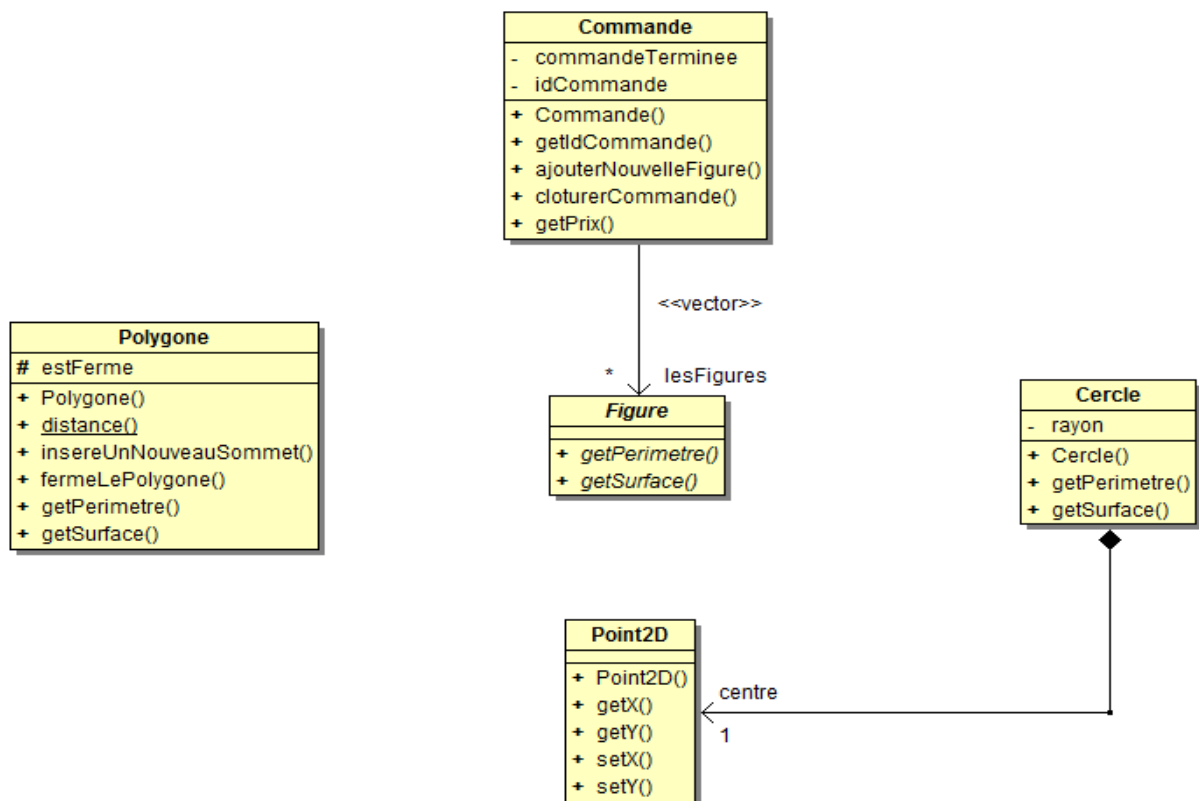 Commande
- commandeTerminee
- idCommande
+ Commande()
+ getIdCommande()
+ ajouterNouvelleFigure()
+ cloturerCommande()
+ getPrix()
<<vector>>
* lesFigures
Polygone
# estFerme
+ Polygone()
+ distance()
+ insereUnNouveauSommet()
+ fermeLePolygone()
+ getPerimetre()
+ getSurface()
Figure
+ getPerimetre()
+ getSurface()
Cercle
- rayon
+ Cercle()
+ getPerimetre()
+ getSurface()
Point2D
+ Point2D()
+ getX()
+ getY()
+ setX()
+ setY()
centre
1